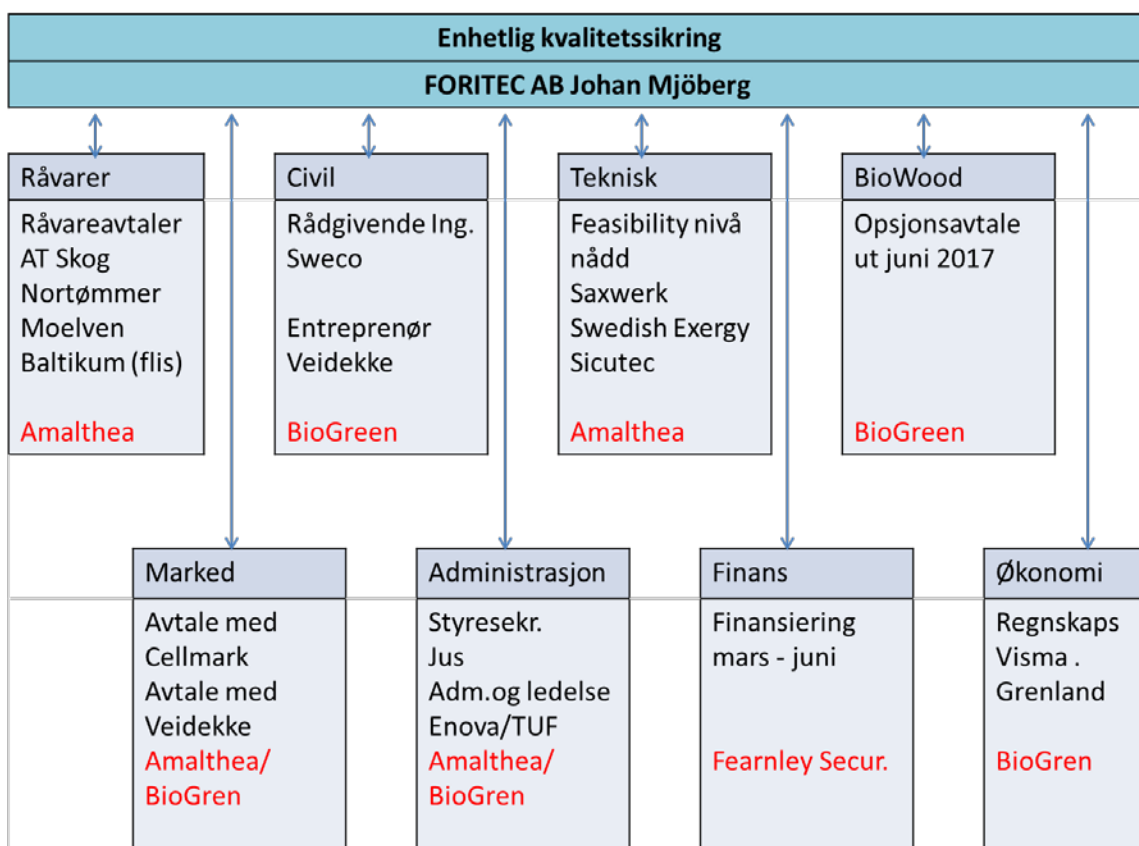 Enhetlig kvalitetssikring
FORITEC AB Johan Mjöberg
Råvarer
Råvareavtaler
AT Skog
Nortømmer
Moelven
Baltikum (flis)
Amalthea
Civil
Rådgivende Ing.
Sweco
Entreprenør
Veidekke
BioGreen
Teknisk
Feasibility nivå
nådd
Saxwerk
Swedish Exergy
Sicutec
Amalthea
BioWood
Opsjonsavtale
ut juni 2017
BioGreen
Marked
Avtale med
Cellmark
Avtale med
Veidekke
Amalthea/
BioGren
Administrasjon
Styresekr.
Jus
Adm.og ledelse
Enova/TUF
Amalthea/
BioGren
Finans
Finansiering
mars - juni
Fearnley Secur.
Økonomi
Regnskaps
Visma .
Grenland
BioGren